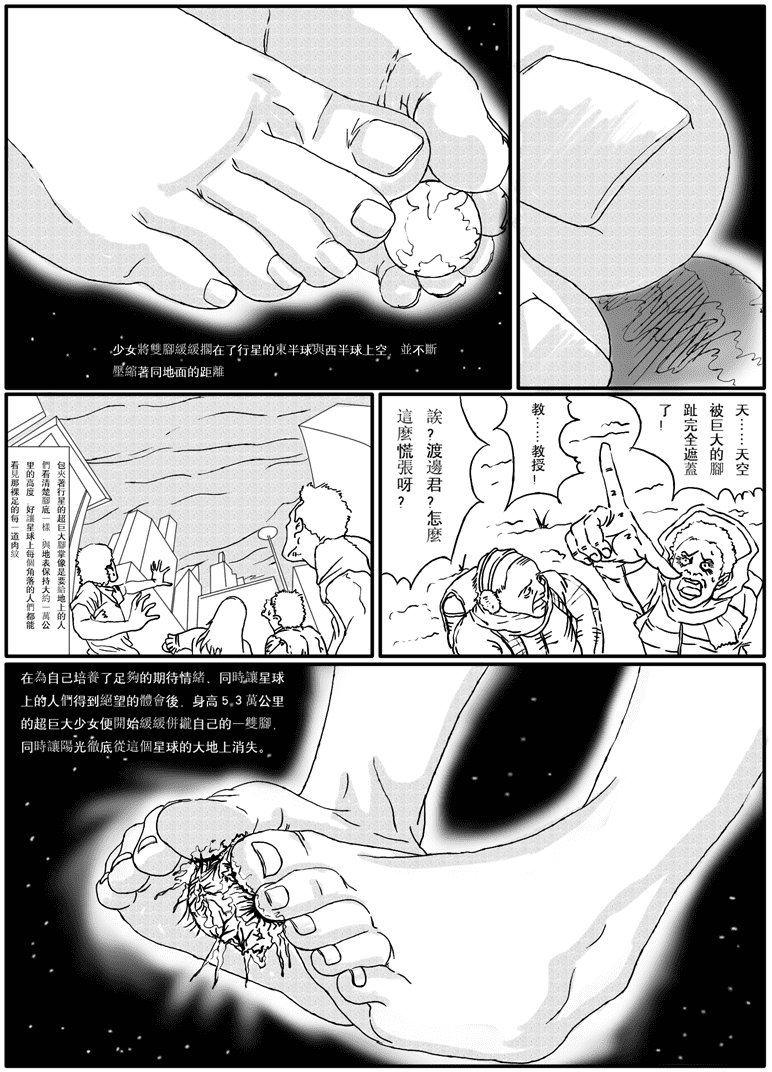 少女將雙腳緩緩擱在了行星的東半球與西半球上空，並不斷
壓縮著同地面的距離
包夾著行星的超巨大腳掌像是要給地上的人
們看清楚腳底一樣，與地表保持大約一萬公
里的高度，好讓星球上每個角落的人們都能
看見那裸足的每一道肉紋
天……天空
被巨大的腳
趾完全遮蓋
了！
教……教授！
誒？渡邊君？怎麼
這麼慌張呀？
在為自己培養了足夠的期待情緒、同時讓星球
上的人們得到絕望的體會後，身高5.3萬公里
的超巨大少女便開始緩緩併攏自己的一雙腳，
同時讓陽光徹底從這個星球的大地上消失。